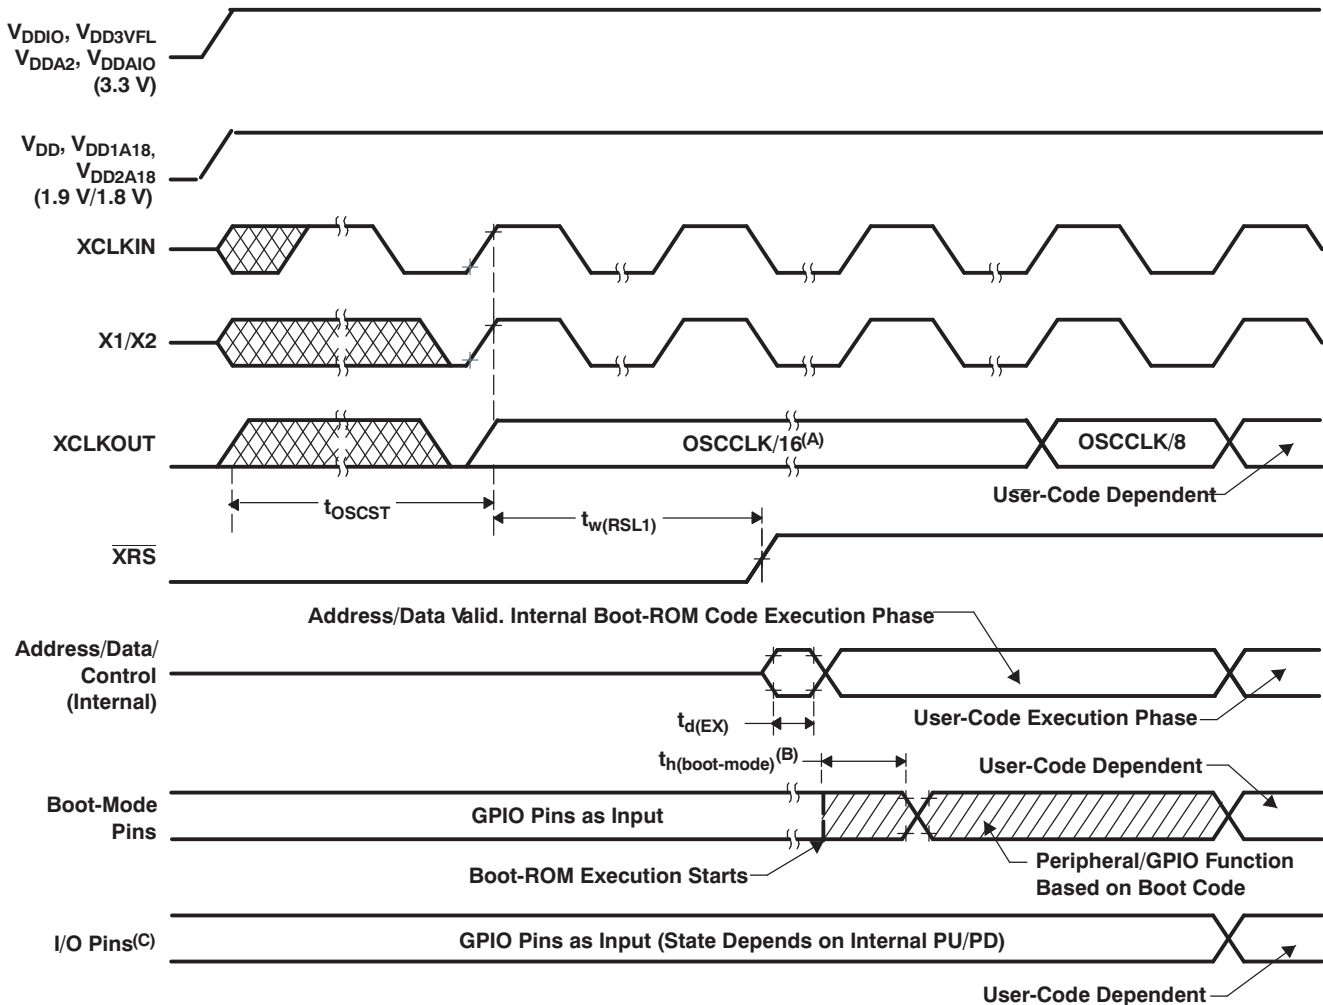 VDDIO, VDD3VFL
VDDA2, VDDAIO
(3.3 V)
VDD, VDD1A18,
VDD2A18
(1.9 V/1.8 V)
XCLKIN
X1/X2
XCLKOUT
OSCCLK/16(A)
OSCCLK/8
User-Code Dependent
tOSCST
tw(RSL1)
XRS
Address/Data Valid. Internal Boot-ROM Code Execution Phase
Address/Data/
Control
(Internal)
td(EX)
User-Code Execution Phase
th(boot-mode)(B)
User-Code Dependent
Boot-Mode
Pins
GPIO Pins as Input
Boot-ROM Execution Starts
Peripheral/GPIO Function
Based on Boot Code
I/O Pins(C)
GPIO Pins as Input (State Depends on Internal PU/PD)
User-Code Dependent